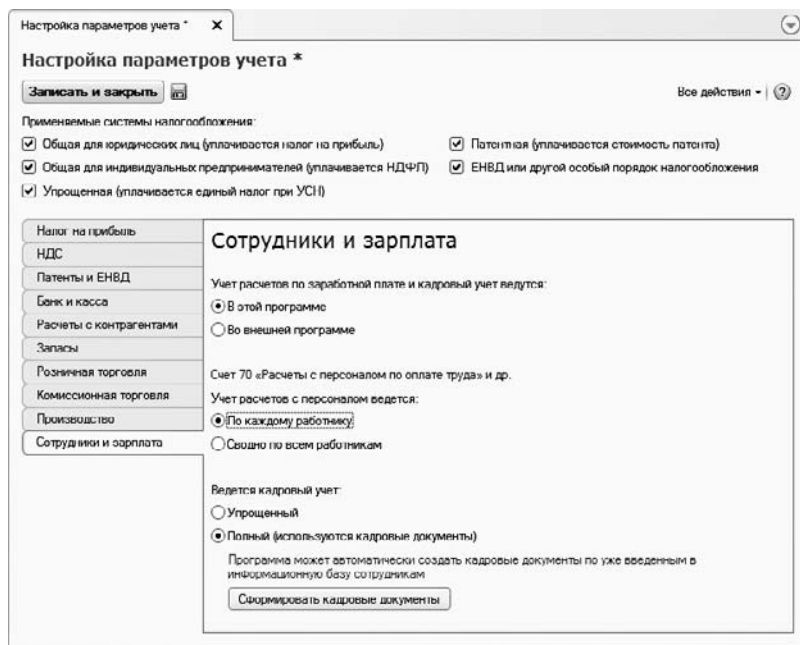 Настройка параметров учета *
Настройка параметров учета *
Записать и закрыть
Все действия
Применяемые системы налогообложения:
Общая для юридических лиц (уплачивается налог на прибыль)
Патентная (уплачивается стоимость патента)
Общая для индивидуальных предпринимателей (уплачивается НДФЛ)
ЕНВД или другой особый порядок налогообложения
Упрощенная (уплачивается единый налог при УСН)
Налог на прибыль
НДС
Патенты и ЕНВД
Банк и касса
Расчеты с контрагентами
Запасы
Розничная торговля
Комиссионная торговля
Производство
Сотрудники и зарплата
Сотрудники и зарплата
Учет расчетов по заработной плате и кадровый учет ведутся:
В этой программе
Во внешней программе
Счет 70 «Расчеты с персоналом по оплате труда» и др.
Учет расчетов с персоналом ведется:
По каждому работнику
Сводно по всем работникам
Ведется кадровый учет:
Упрощенный
Полный (используются кадровые документы)
Программа может автоматически создать кадровые документы по уже введенным в
информационную базу сотрудникам
Сформировать кадровые документы